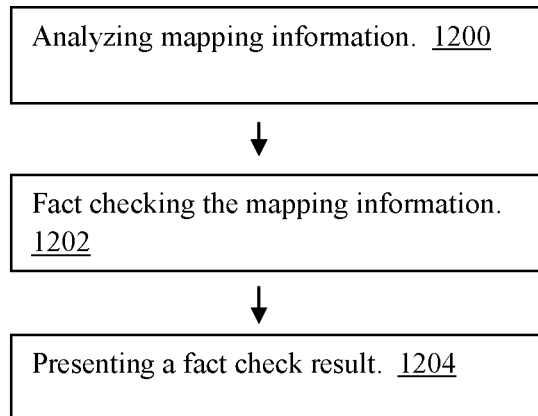 Analyzing mapping information. 1200
Fact checking the mapping information.
1202
Presenting a fact check result. 1204